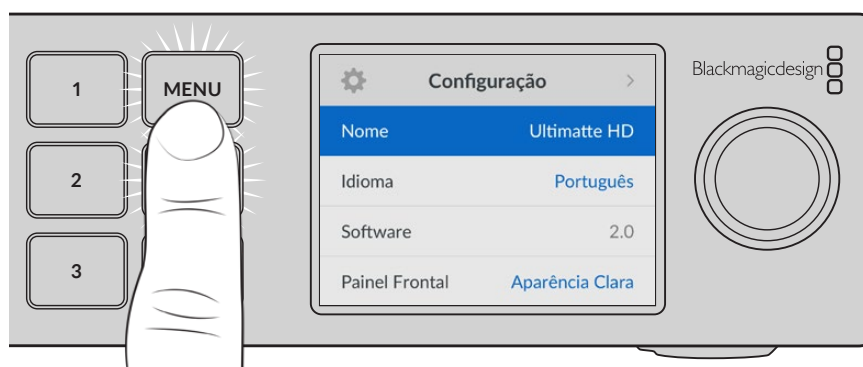 1
MENU
2
3
Configuração >
Nome Ultimatte HD
Idioma Português
Software 2.0
Painel Frontal Aparência Clara
Blackmagicdesign